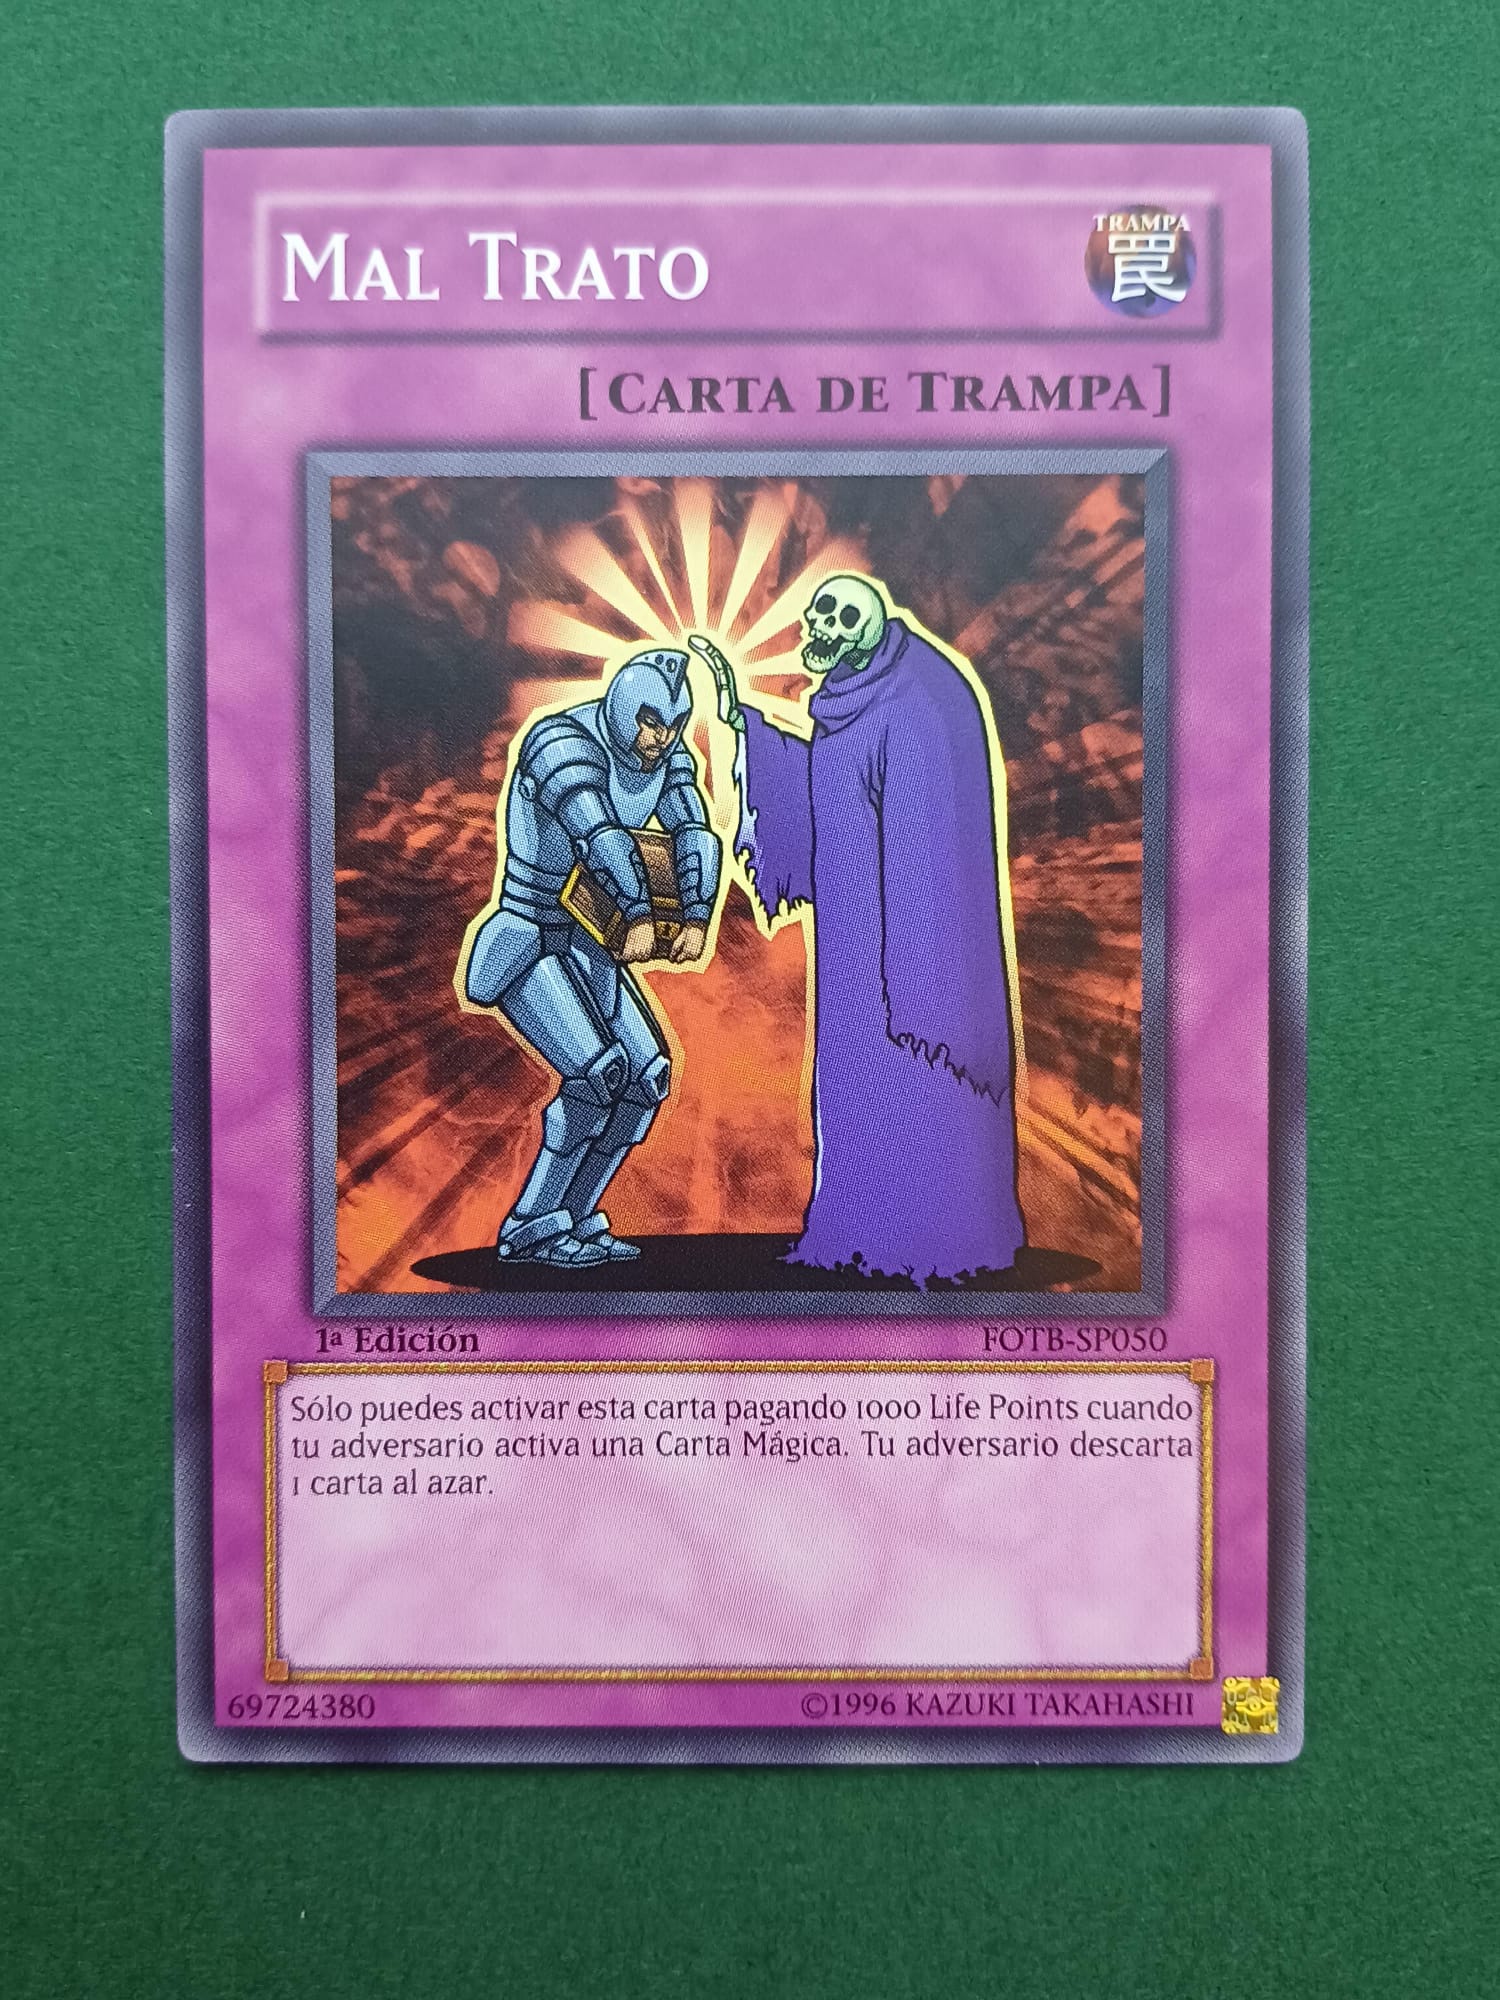 MAL TRATO
TRAMPA
罠
[CARTA DE TRAMPA]
1ª Edición
FOTB-SP050
Sólo puedes activar esta carta pagando 1000 Life Points cuando
tu adversario activa una Carta Mágica. Tu adversario descarta
1 carta al azar.
69724380
©1996 KAZUKI TAKAHASHI